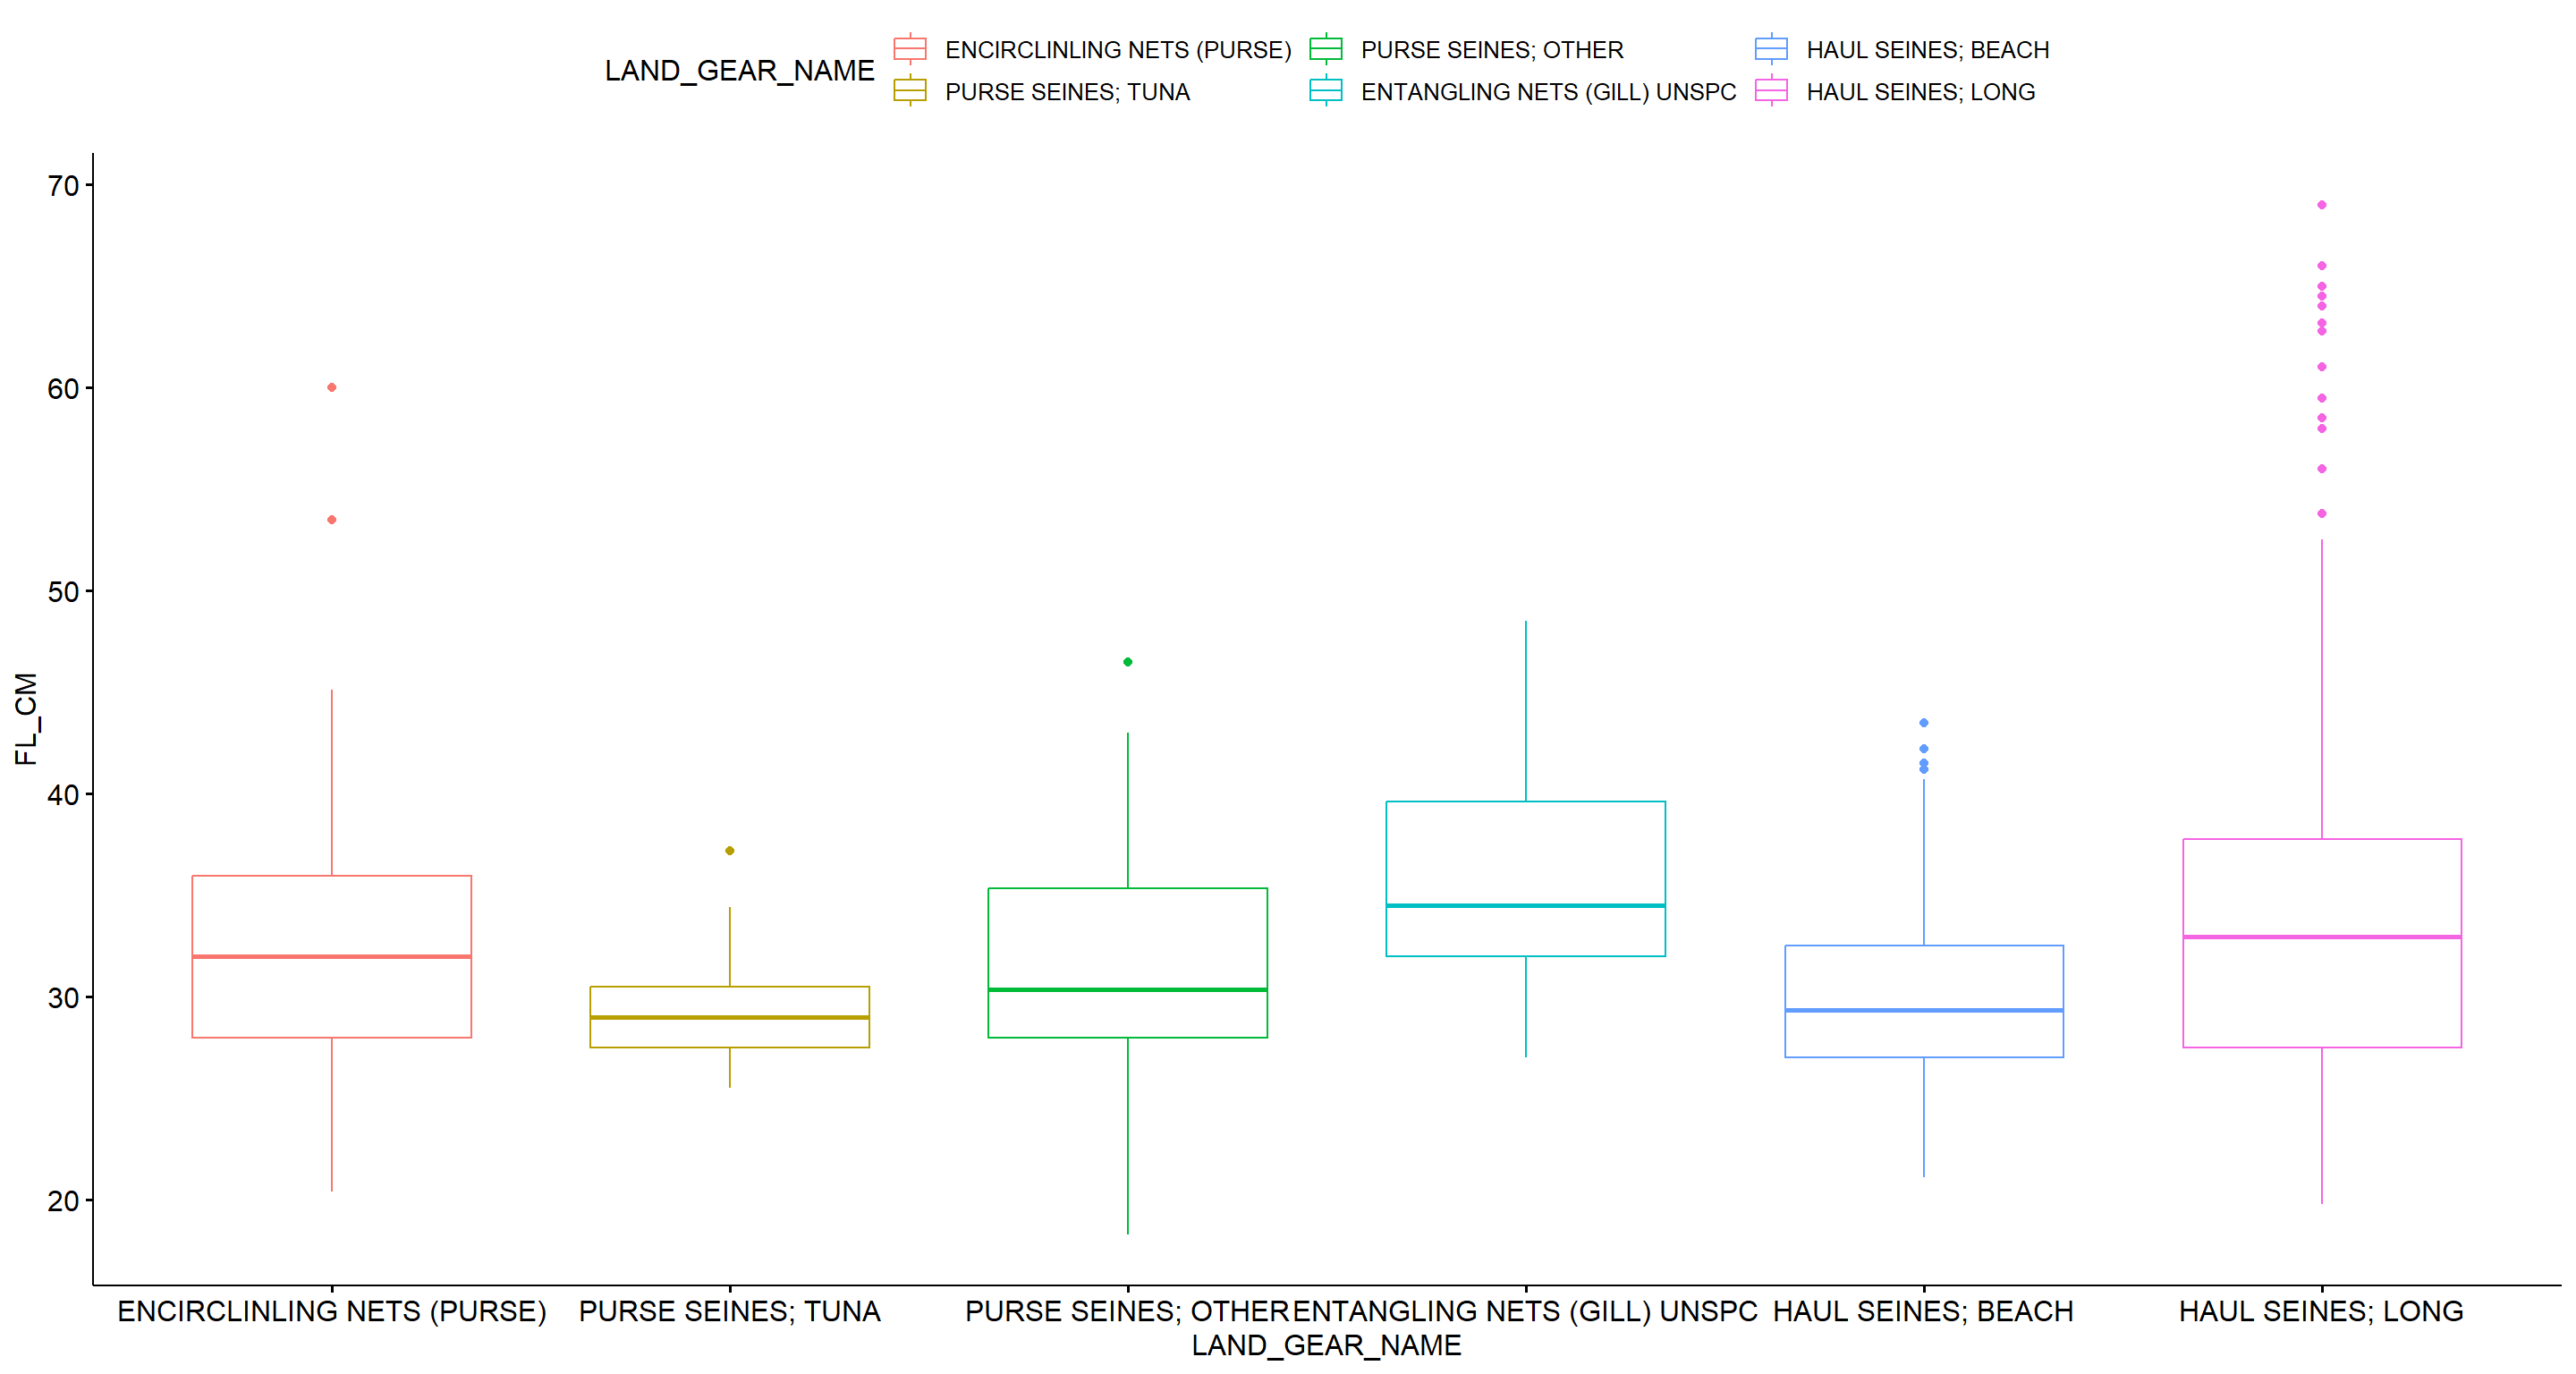 LAND_GEAR_NAME
ENCIRCLINLING NETS (PURSE) PURSE SEINES; OTHER HAUL SEINES; BEACH
PURSE SEINES; TUNA ENTANGLING NETS (GILL) UNSPC HAUL SEINES; LONG
70
60
50
40
30
20
FL_CM
ENCIRCLINLING NETS (PURSE) PURSE SEINES; TUNA PURSE SEINES; OTHER ENTANGLING NETS (GILL) UNSPC HAUL SEINES; BEACH HAUL SEINES; LONG
LAND_GEAR_NAME